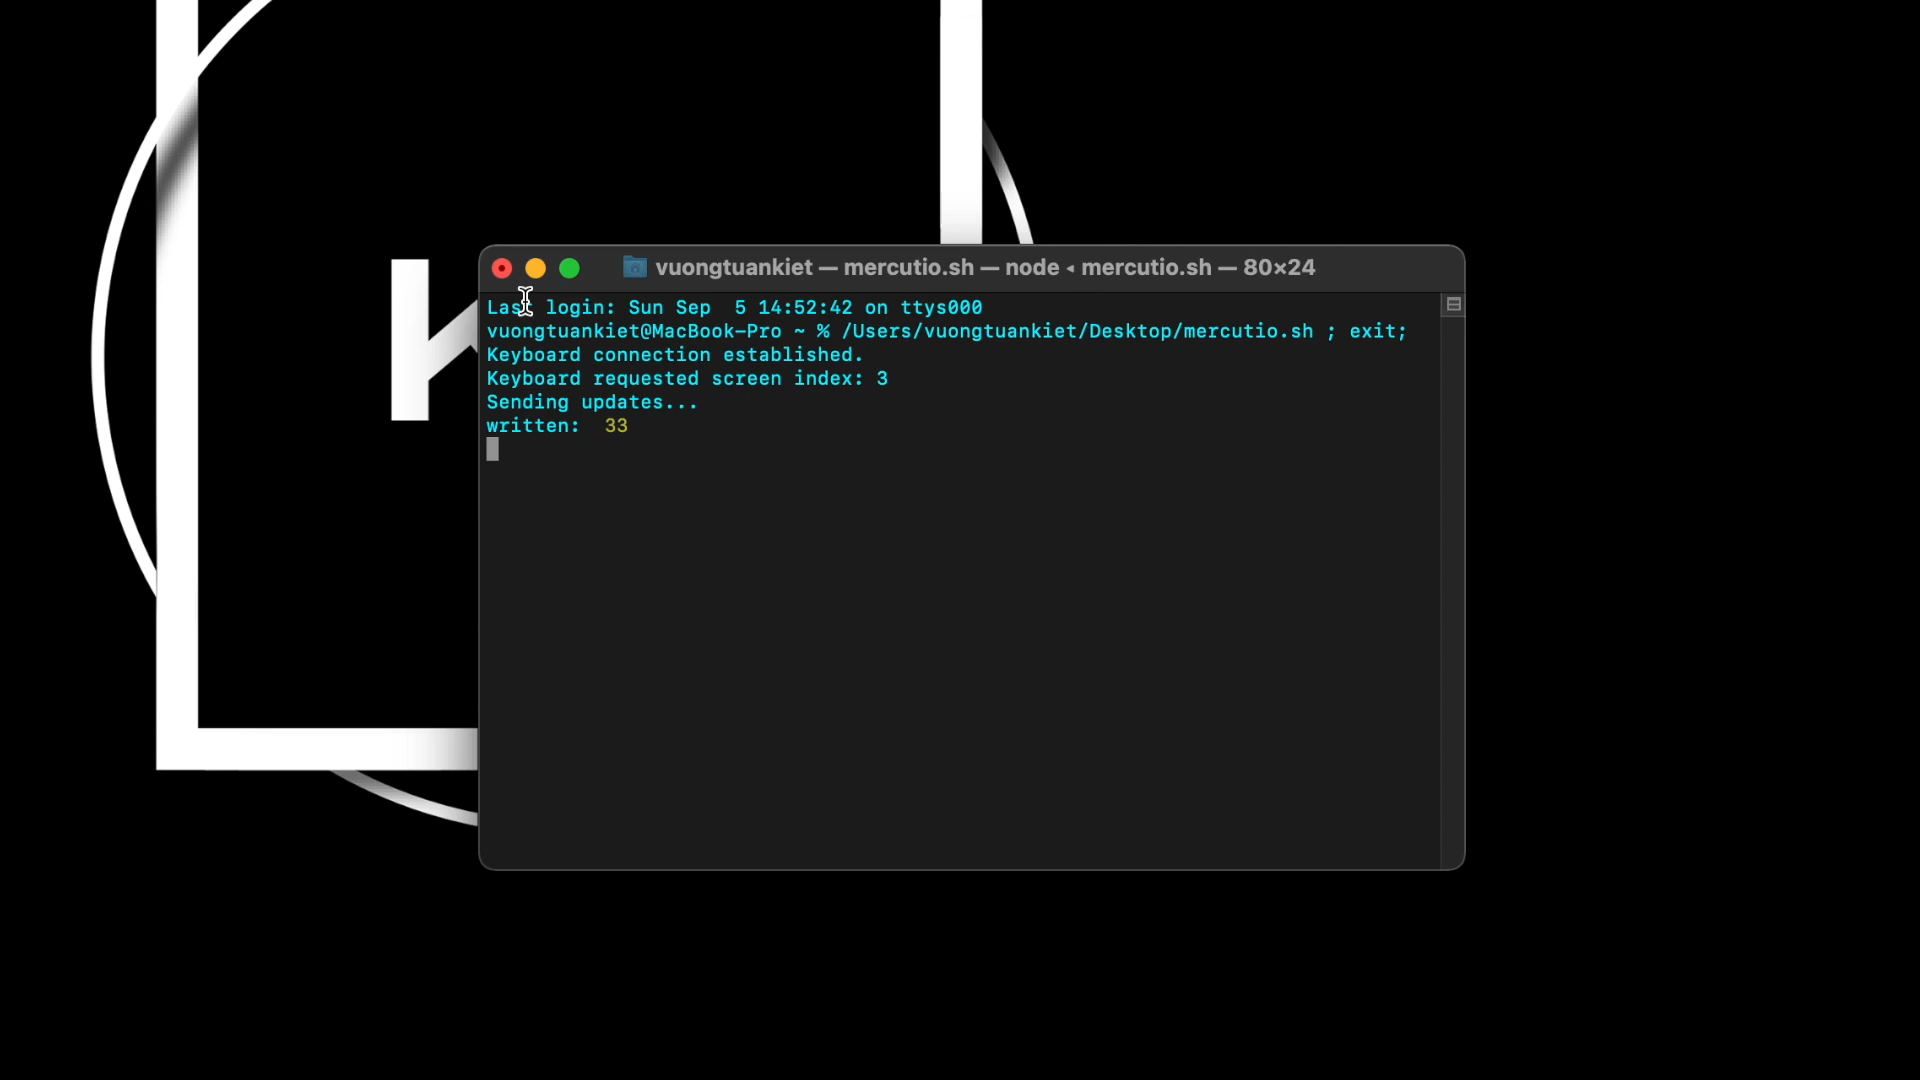 vuongtuankiet — mercutio.sh — node ◂ mercutio.sh — 80×24
Last login: Sun Sep  5 14:52:42 on ttys000
vuongtuankiet@MacBook-Pro ~ % /Users/vuongtuankiet/Desktop/mercutio.sh ; exit;
Keyboard connection established.
Keyboard requested screen index: 3
Sending updates...
written:  33